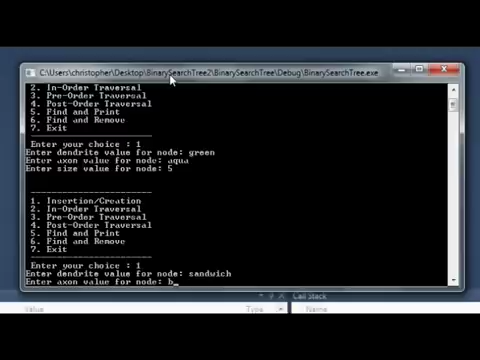 C:\Users\christopher\Desktop\BinarySearchTree2\BinarySearchTree\Debug\BinarySearchTree.exe
2. In-Order Traversal
3. Pre-Order Traversal
4. Post-Order Traversal
5. Find and Print
6. Find and Remove
7. Exit
------------------------
Enter your choice : 1
Enter dendrite value for node: green
Enter axon value for node: aqua
Enter size value for node: 5
------------------------
1. Insertion/Creation
2. In-Order Traversal
3. Pre-Order Traversal
4. Post-Order Traversal
5. Find and Print
6. Find and Remove
7. Exit
------------------------
Enter your choice : 1
Enter dendrite value for node: sandwich
Enter axon value for node: b_
Call Stack
Type
Name